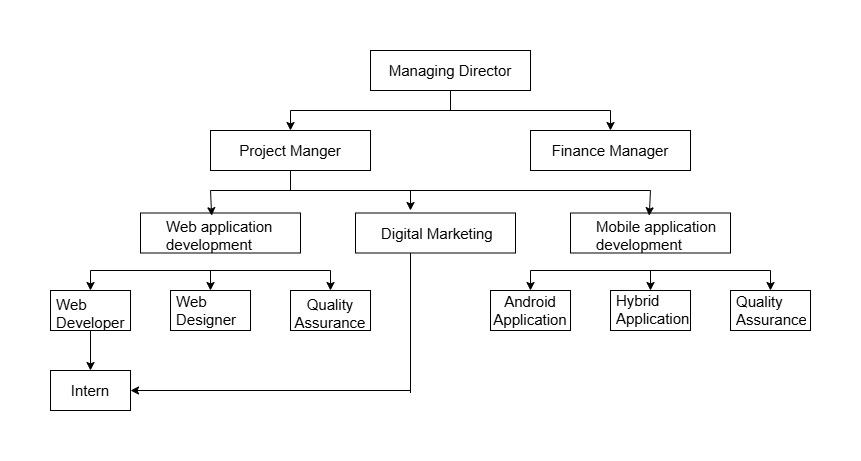 Managing Director
Project Manger
Finance Manager
Web application
development
Digital Marketing
Mobile application
development
Web
Developer
Web
Designer
Quality
Assurance
Android
Application
Hybrid
Application
Quality
Assurance
Intern